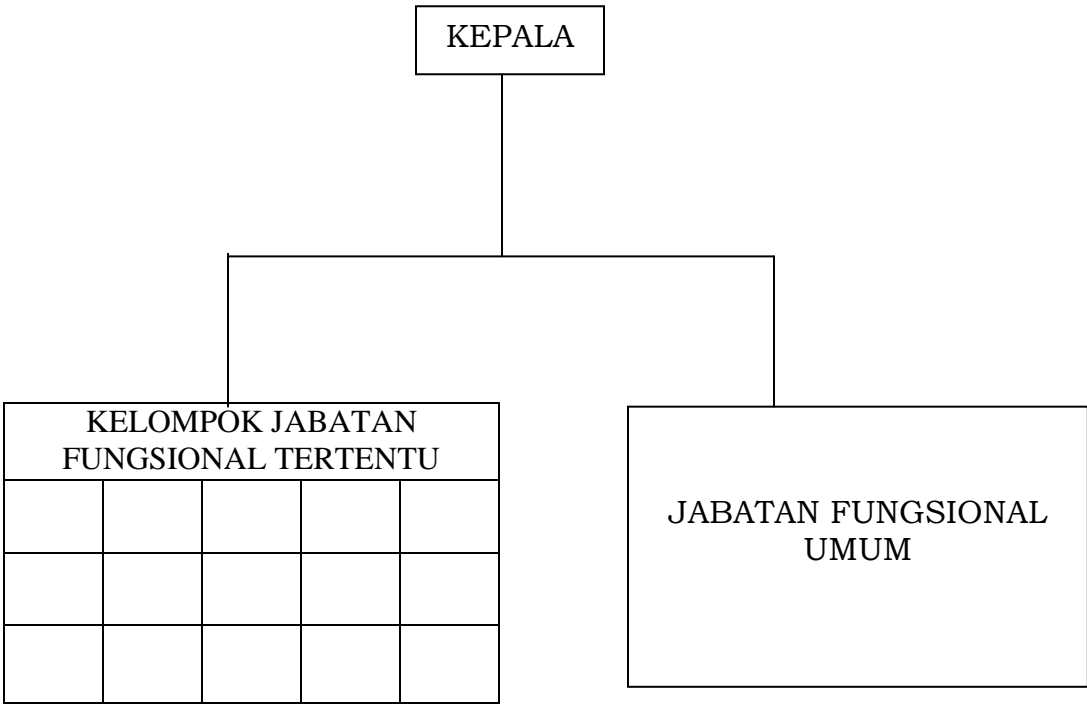 KEPALA
KELOMPOK JABATAN
FUNGSIONAL TERTENTU
JABATAN FUNGSIONAL
UMUM